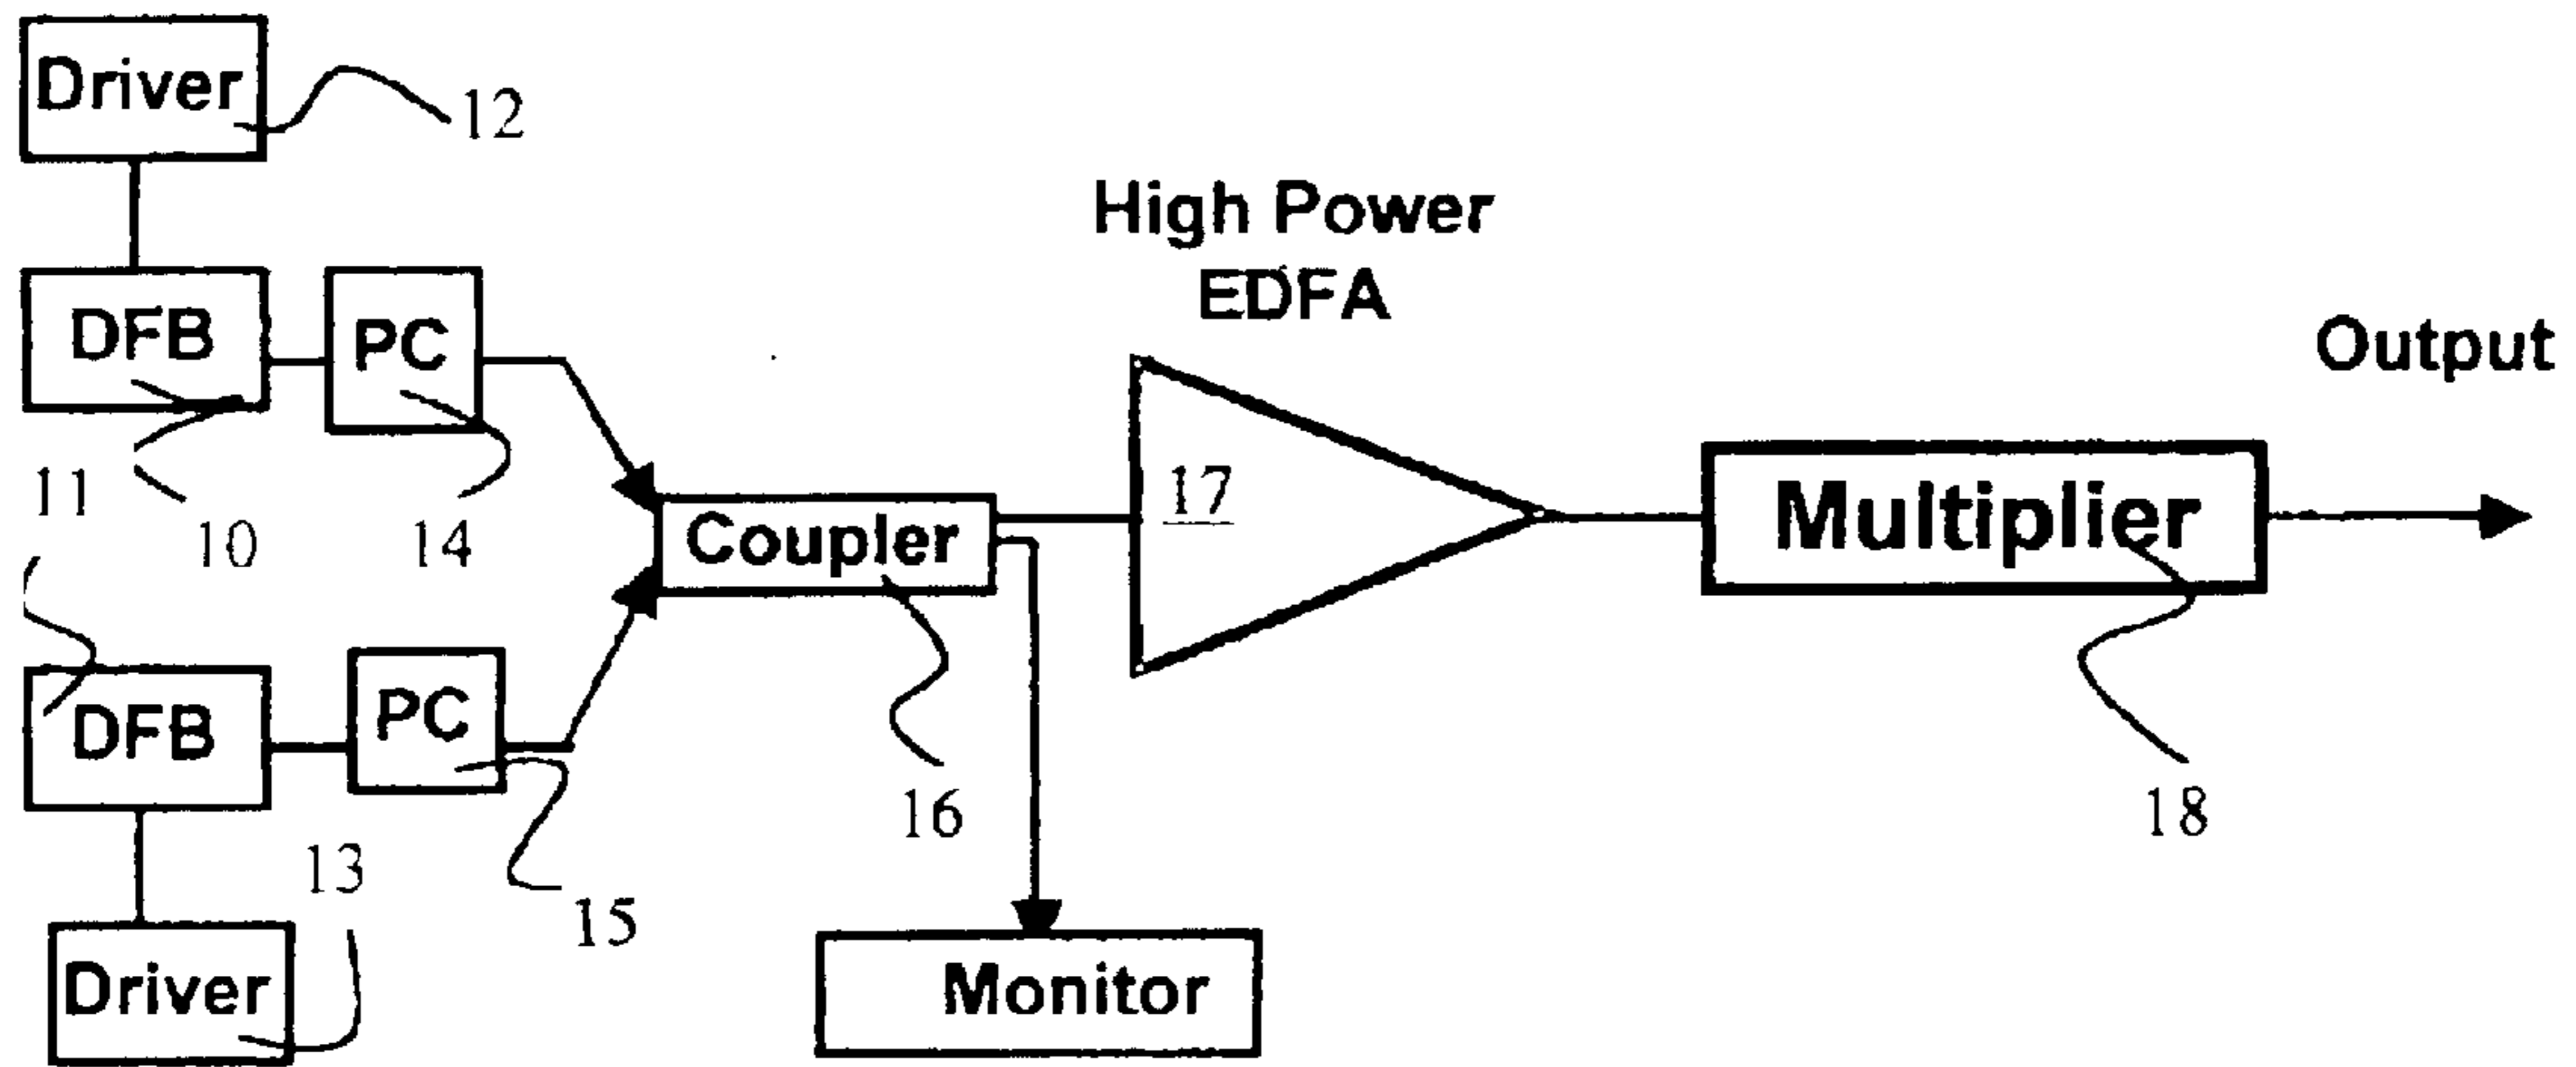 Driver
12
High Power
EDFA
DFB
PC
Output
11
10
14
17
Coupler
Multiplier
DFB
PC
16
18
13
15
Driver
Monitor